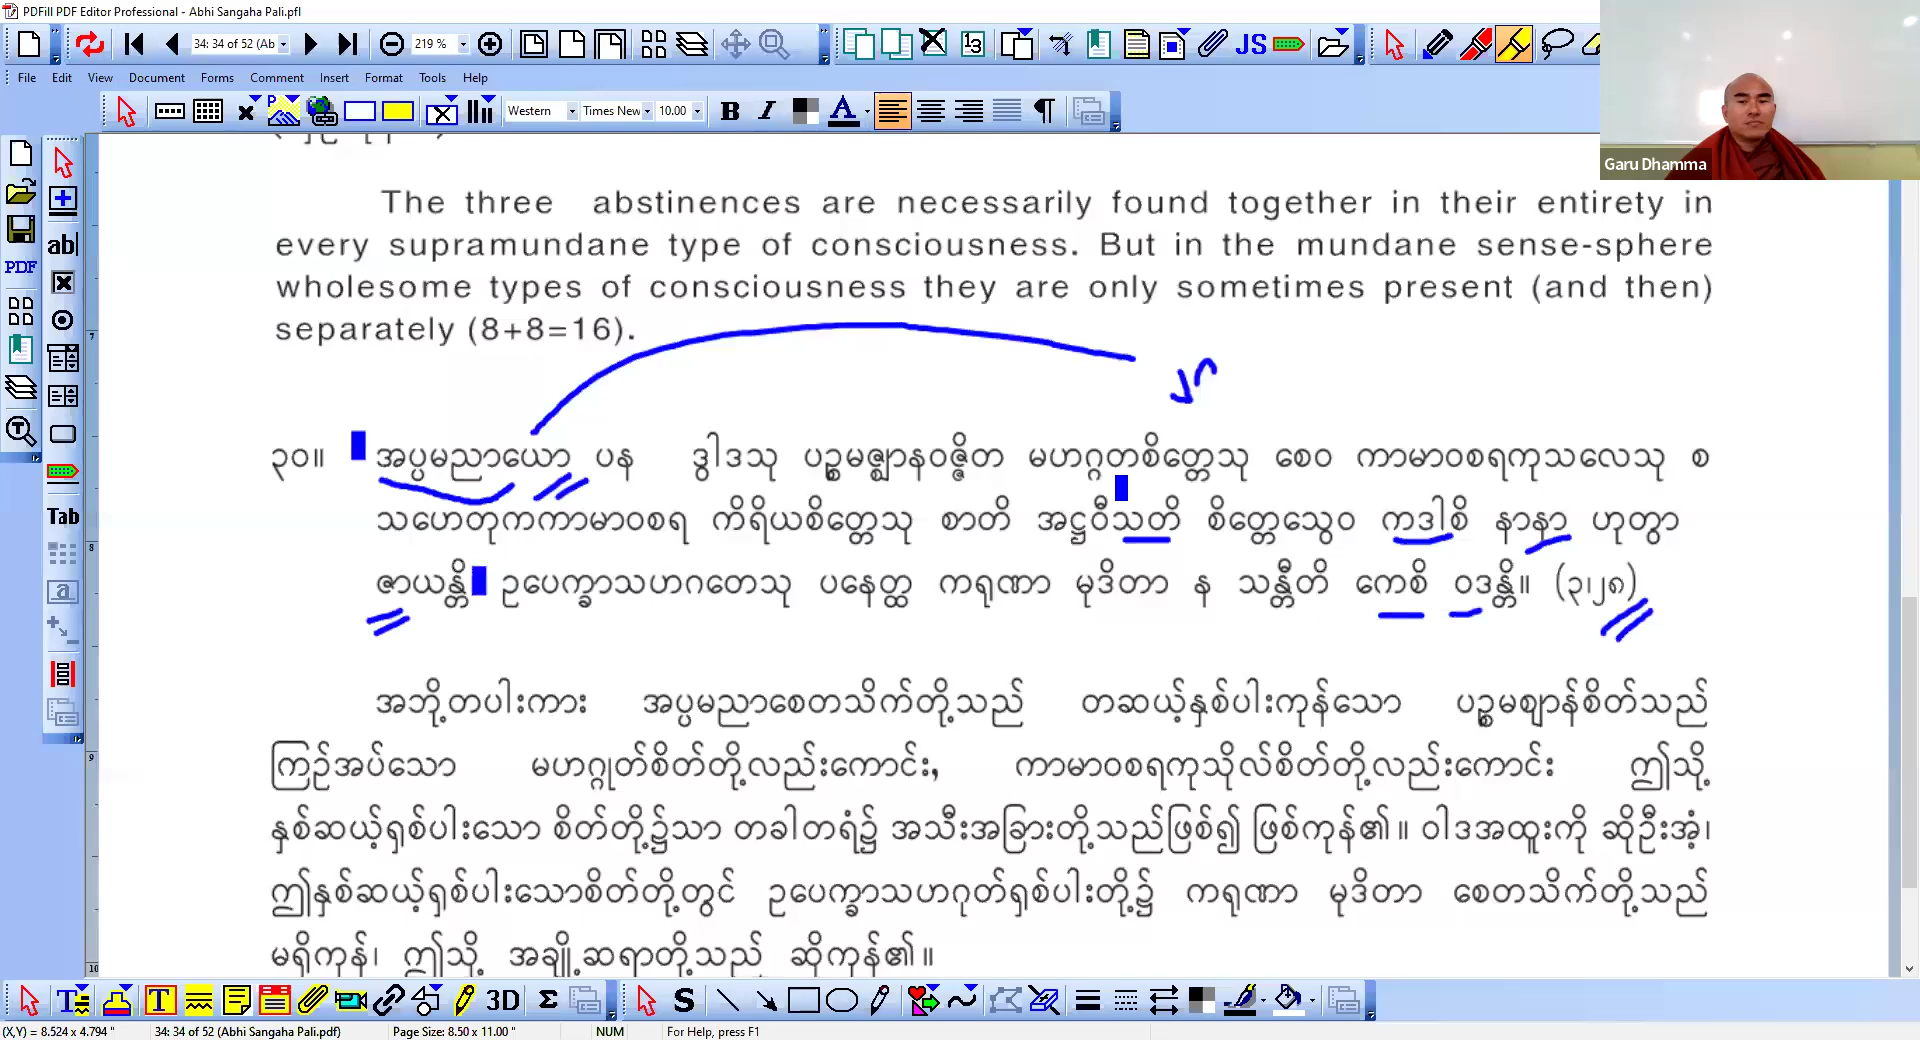 PDFill PDF Editor Professional - Abhi Sangaha Pali.pfl
34: 34 of 52 (Ab
219 %
JS
File Edit View Document Forms Comment Insert Format Tools Help
Western Times New 10.00
Garu Dhamma
The three abstinences are necessarily found together in their entirety in
every supramundane type of consciousness. But in the mundane sense-sphere
wholesome types of consciousness they are only sometimes present (and then)
separately (8+8=16).
၃၀။ အပ္ပမညာယော ပန ဒွါဒသု ပဉ္စမဇ္ဈာနဝဇ္ဇိတ မဟဂ္ဂတစိတ္တေသု စေဝ ကာမာဝစရကုသလေသု စ
သဟေတုကကာမာဝစရ ကိရိယစိတ္တေသု စာတိ အဋ္ဌဝီသတိ စိတ္တေသွေဝ ကဒါစိ နာနာ ဟုတွာ
ဇာယန္တိ ဥပေက္ခာသဟဂတေသု ပနေတ္ထ ကရုဏာ မုဒိတာ န သန္တီတိ ကေစိ ဝဒန္တိ။ (၃၊၂၈)
အဘို့တပါးကား အပ္ပမညာစေတသိက်တို့သည် တဆယ့်နှစ်ပါးကုန်သော ပဉ္စမဈာန်စိတ်သည်
ကြဉ်အပ်သော မဟဂ္ဂုတ်စိတ်တို့လည်းကောင်း, ကာမာဝစရကုသိုလ်စိတ်တို့လည်းကောင်း ဤသို့
နှစ်ဆယ့်ရှစ်ပါးသော စိတ်တို့၌သာ တခါတရံ၌ အသီးအခြားတို့သည်ဖြစ်၍ ဖြစ်ကုန်၏။ ဝါဒအထူးကို ဆိုဦးအံ့၊
ဤနှစ်ဆယ့်ရှစ်ပါးသောစိတ်တို့တွင် ဥပေက္ခာသဟဂုတ်ရှစ်ပါးတို့၌ ကရုဏာ မုဒိတာ စေတသိက်တို့သည်
မရှိကုန်၊ ဤသို့ အချို့ဆရာတို့သည် ဆိုကုန်၏။
PDF
ab
Tab
3D
(X,Y) = 8.524 x 4.794 " 34: 34 of 52 (Abhi Sangaha Pali.pdf) Page Size: 8.50 x 11.00 " NUM For Help, press F1